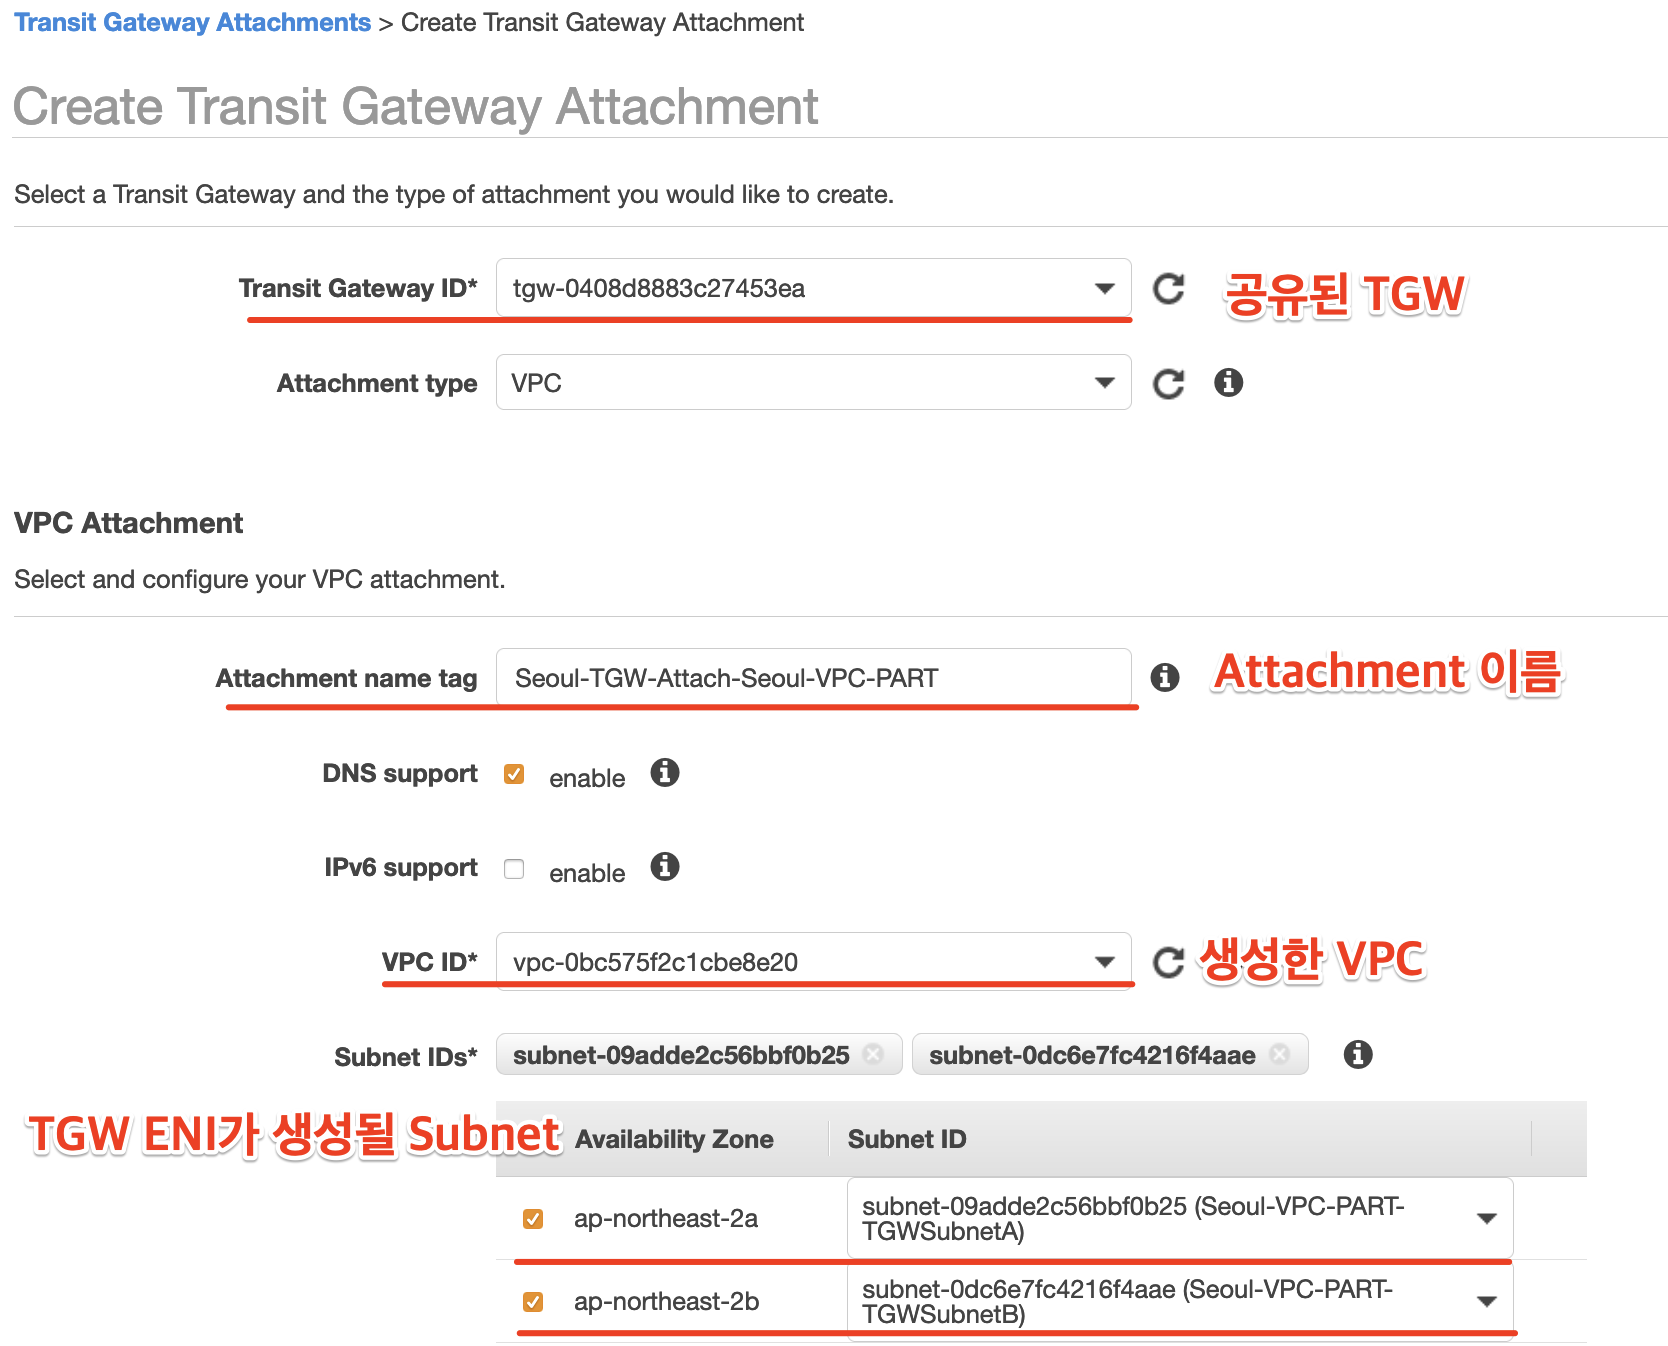 Transit Gateway Attachments > Create Transit Gateway Attachment
Create Transit Gateway Attachment
Select a Transit Gateway and the type of attachment you would like to create.
Transit Gateway ID* tgw-0408d8883c27453ea 공유된 TGW
Attachment type VPC
VPC Attachment
Select and configure your VPC attachment.
Attachment name tag Seoul-TGW-Attach-Seoul-VPC-PART Attachment 이름
DNS support enable
IPv6 support enable
VPC ID* vpc-0bc575f2c1cbe8e20 생성한 VPC
Subnet IDs* subnet-09adde2c56bbf0b25 subnet-0dc6e7fc4216f4aae
TGW ENI가 생성될 Subnet Availability Zone Subnet ID
ap-northeast-2a subnet-09adde2c56bbf0b25 (Seoul-VPC-PART-
TGWSubnetA)
ap-northeast-2b subnet-0dc6e7fc4216f4aae (Seoul-VPC-PART-
TGWSubnetB)